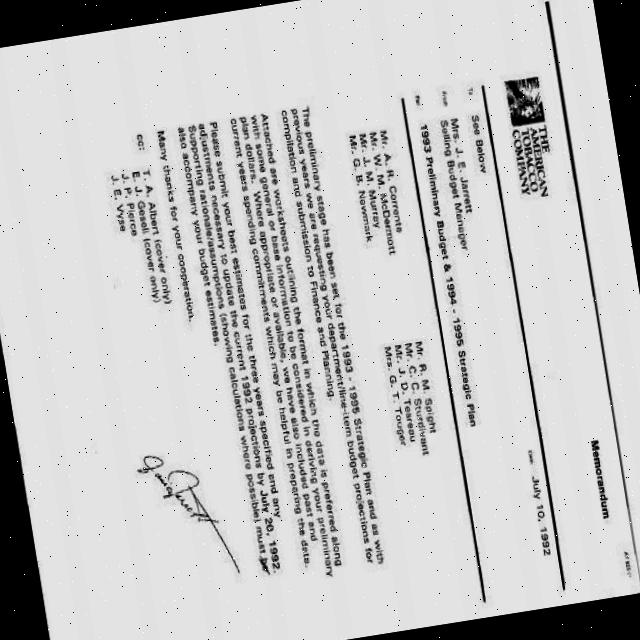 Memorandum
THE
AMERICAN
TOBACCO
COMPANY
To: See Below
Date: July 10, 1992
From: Mrs. J. E. Jarrett
Selling Budget Manager
Re: 1993 Preliminary Budget & 1994 - 1995 Strategic Plan
Mr. A. R. Corrente
Mr. W. M. McDermott
Mr. J. M. Murray
Mr. G. B. Newmark
Mr. R. M. Spight
Mr. C. C. Sturdivant
Mr. J. D. Teareau
Mrs. G. T. Touger
The preliminary stage has been set for the 1993 - 1995 Strategic Plan and as with
previous years we are requesting your department/line-item budget projections for
compilation and submission to Finance and Planning.
Attached are worksheets outlining the format in which the data is preferred along
with some general or base information to be considered in deriving your preliminary
plan dollars. Where appropriate or available, we have also included past and
current years spending commitments which may be helpful in preparing the data.
Please submit your best estimates for the three years specified and any
adjustments necessary to update the current 1992 projections by July 20, 1992.
Supporting rationale/assumptions (showing calculations where possible) must be
also accompany your budget estimates.
Many thanks for your cooperation.
cc: T. A. Albert (cover only)
E. J. Gesell (cover only)
J. T. Pierce
J. E. Vyse